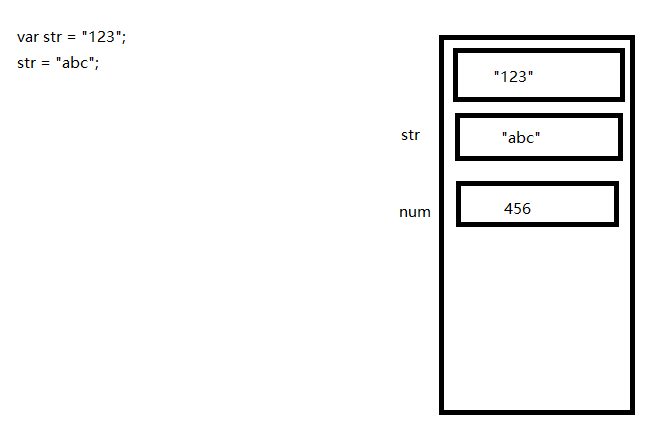 var str = "123";
str = "abc";
"123"
str
"abc"
num
456